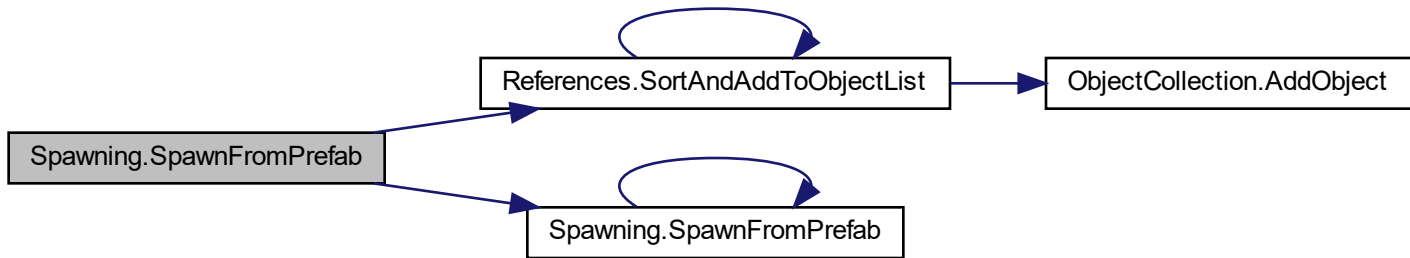 References.SortAndAddToObjectList
ObjectCollection.AddObject
Spawning.SpawnFromPrefab
Spawning.SpawnFromPrefab